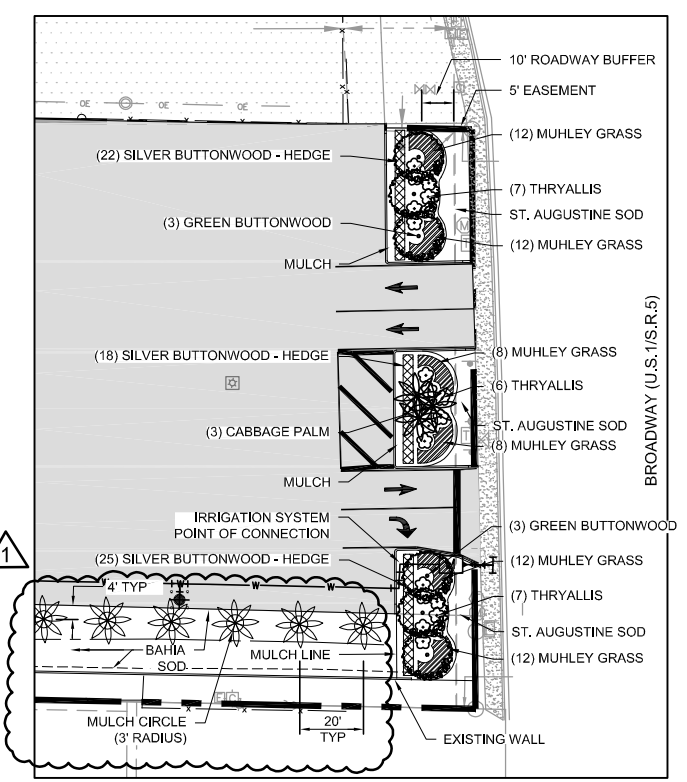 10' ROADWAY BUFFER
5' EASEMENT
OE
OE
OE
(12) MUHLEY GRASS
(22) SILVER BUTTONWOOD - HEDGE
(7) THRYALLIS
ST. AUGUSTINE SOD
(3) GREEN BUTTONWOOD
M
(12) MUHLEY GRASS
MULCH
BROADWAY (U.S.1/S.R.5)
(18) SILVER BUTTONWOOD - HEDGE
(8) MUHLEY GRASS
(6) THRYALLIS
(3) CABBAGE PALM
ST. AUGUSTINE SOD
T
(8) MUHLEY GRASS
MULCH
IRRIGATION SYSTEM
POINT OF CONNECTION
(3) GREEN BUTTONWOOD
1
(25) SILVER BUTTONWOOD - HEDGE
(12) MUHLEY GRASS
4' TYP
W
W
W
W
(7) THRYALLIS
ST. AUGUSTINE SOD
BAHIA
SOD
MULCH LINE
(12) MUHLEY GRASS
E C
MULCH CIRCLE
(3' RADIUS)
20'
TYP
EXISTING WALL